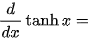 d/dx tanh x =